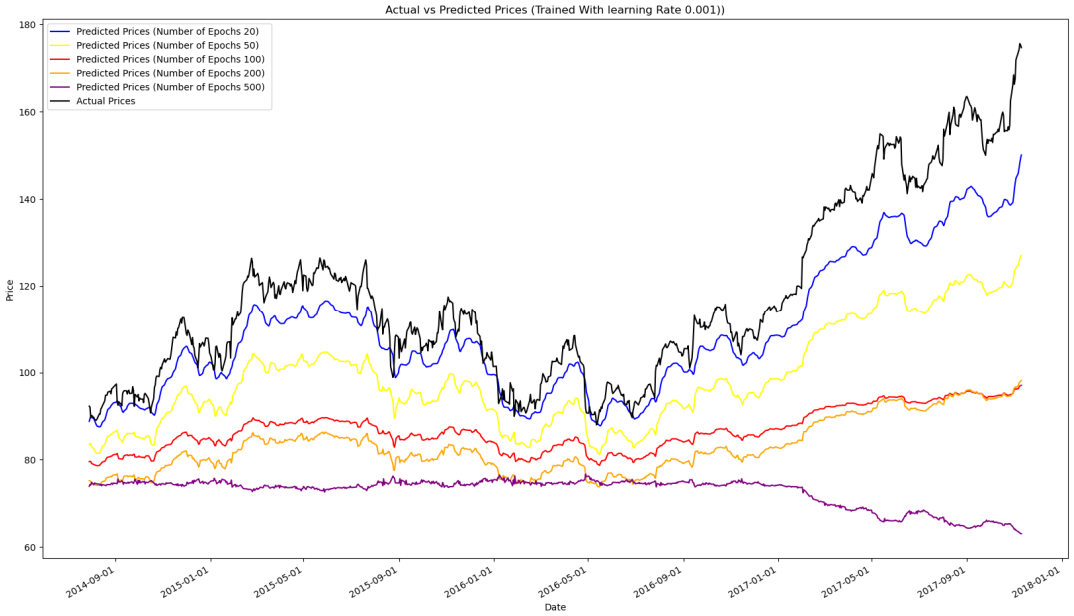 Actual vs Predicted Prices (Trained With learning Rate 0.001))
Predicted Prices (Number of Epochs 20)
Predicted Prices (Number of Epochs 50)
Predicted Prices (Number of Epochs 100)
Predicted Prices (Number of Epochs 200)
Predicted Prices (Number of Epochs 500)
Actual Prices
180
160
140
120
100
80
60
Price
2014-09-01
2015-01-01
2015-05-01
2015-09-01
2016-01-01
2016-05-01
2016-09-01
2017-01-01
2017-05-01
2017-09-01
2018-01-01
Date